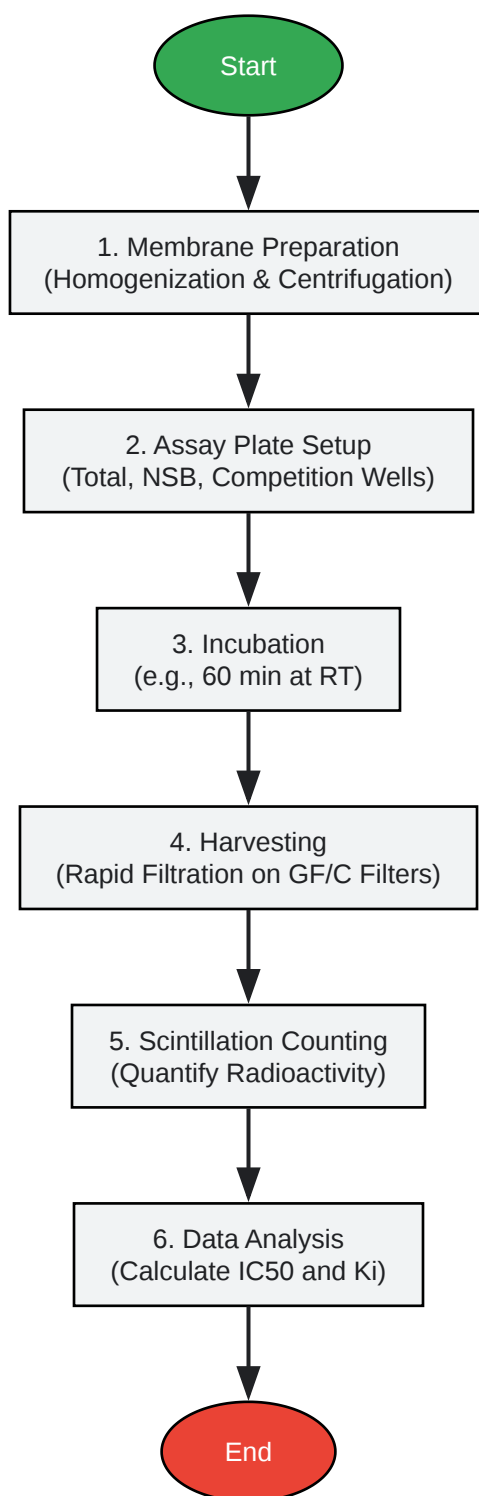 Start
1. Membrane Preparation
(Homogenization & Centrifugation)
2. Assay Plate Setup
(Total, NSB, Competition Wells)
3. Incubation
(e.g., 60 min at RT)
4. Harvesting
(Rapid Filtration on GF/C Filters)
5. Scintillation Counting
(Quantify Radioactivity)
6. Data Analysis
(Calculate IC50 and Ki)
End